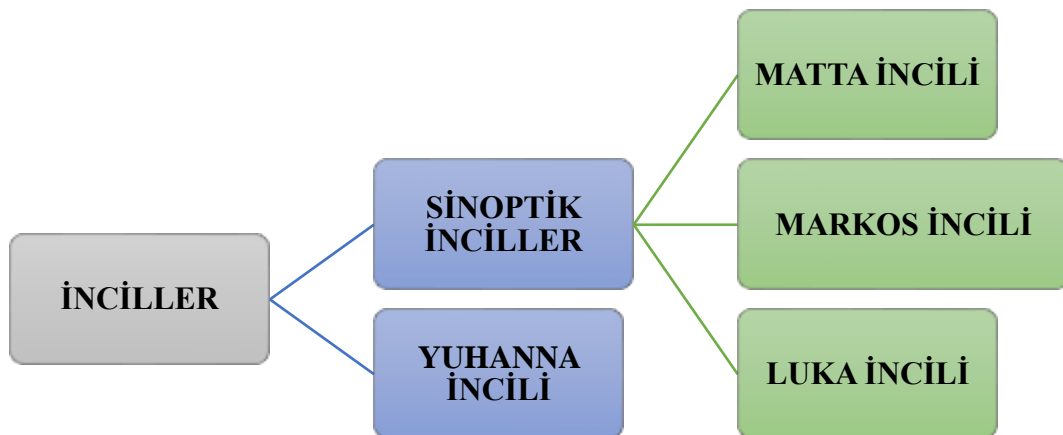 İNCİLLER
SİNOPTİK
İNCİLLER
YUHANNA
İNCİLİ
MATTA İNCİLİ
MARKOS İNCİLİ
LUKA İNCİLİ